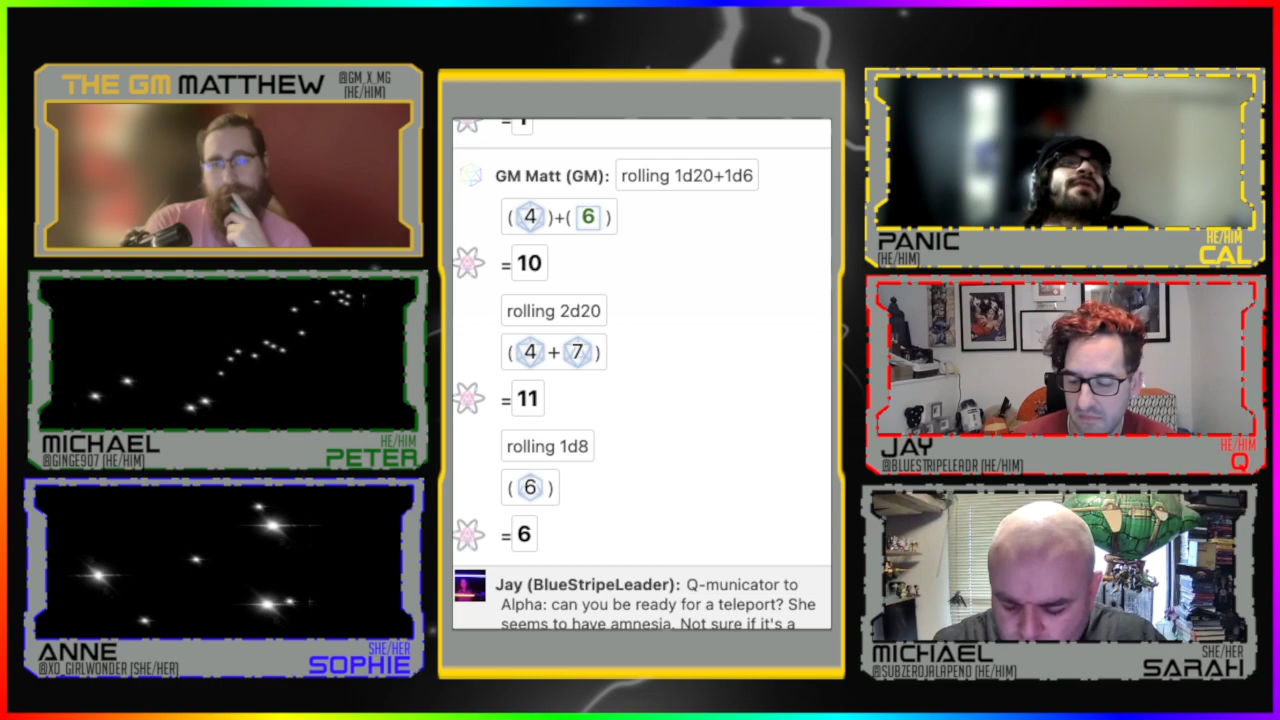 THE GM MATTHEW
@GM_X_MG
(HE/HIM)
MICHAEL
@GINGE907 (HE/HIM)
HE/HIM
PETER
ANNE
@XO_GIRLWONDER (SHE/HER)
SHE/HER
SOPHIE
GM Matt (GM): rolling 1d20+1d6
(4)+(6)
=10
rolling 2d20
(4+7)
=11
rolling 1d8
(6)
=6
Jay (BlueStripeLeader): Q-municator to
Alpha: can you be ready for a teleport? She
seems to have amnesia. Not sure if it's a
PANIC
(HE/HIM)
HE/HIM
CAL
JAY
@BLUESTRIPELEADR (HE/HIM)
HE/HIM
Q
MICHAEL
@SUBZEROJALAPENO (HE/HIM)
SHE/HER
SARAH